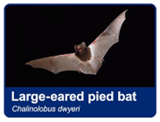 Large-eared pied bat
Chalinolobus dwyeri